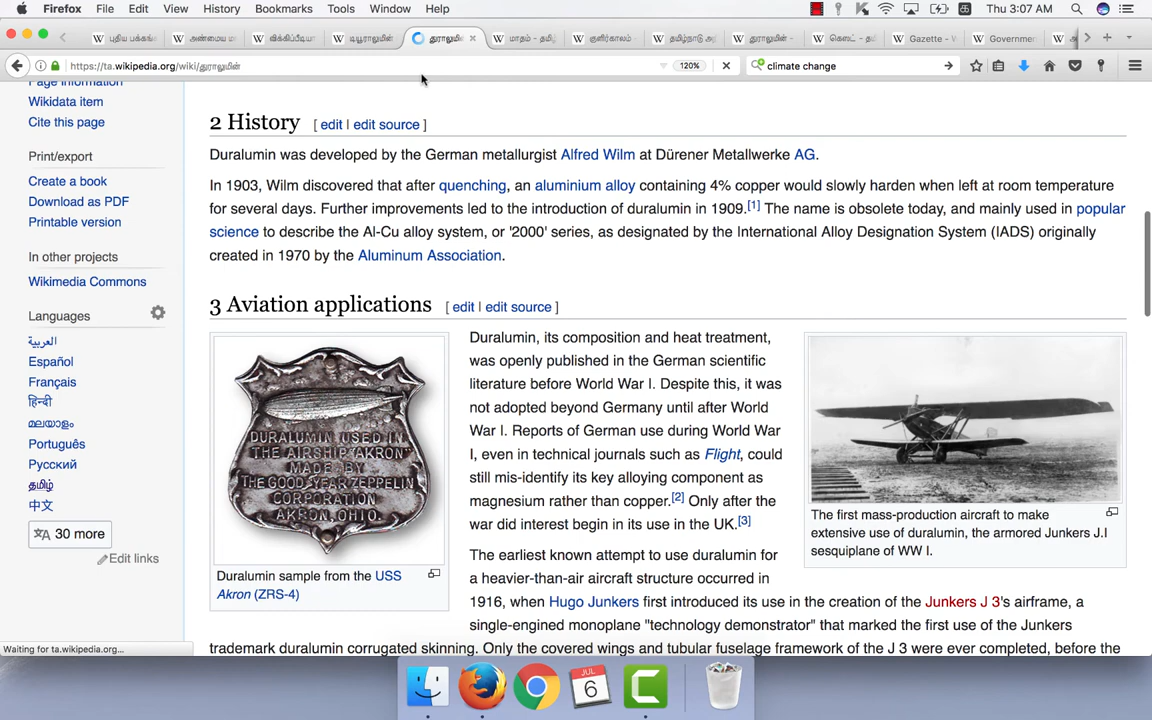 Firefox File Edit View History Bookmarks Tools Window Help
Thu 3:07 AM
புதிய பக்கங்
அண்மைய மா
விக்கிப்பீடியா
டியூராலுமின்
துராலுமி
மாதம் - தமிழ்
குளிர்காலம் -
தமிழ்நாடு அர
துராலுமின் -
கெஸட் - தமி
Gazette - W
Governmen
https://ta.wikipedia.org/wiki/துராலுமின்
120%
climate change
Page information
Wikidata item
Cite this page
Print/export
Create a book
Download as PDF
Printable version
In other projects
Wikimedia Commons
Languages
العربية
Español
Français
हिन्दी
മലയാളം
Português
Русский
தமிழ்
中文
30 more
Edit links
2 History [ edit | edit source ]
Duralumin was developed by the German metallurgist Alfred Wilm at Dürener Metallwerke AG.
In 1903, Wilm discovered that after quenching, an aluminium alloy containing 4% copper would slowly harden when left at room temperature
for several days. Further improvements led to the introduction of duralumin in 1909.[1] The name is obsolete today, and mainly used in popular
science to describe the Al-Cu alloy system, or '2000' series, as designated by the International Alloy Designation System (IADS) originally
created in 1970 by the Aluminum Association.
3 Aviation applications [ edit | edit source ]
DURALUMIN USED IN
THE AIRSHIP "AKRON"
MADE BY
THE GOODYEAR ZEPPELIN
CORPORATION
AKRON, OHIO.
Duralumin sample from the USS
Akron (ZRS-4)
Duralumin, its composition and heat treatment,
was openly published in the German scientific
literature before World War I. Despite this, it was
not adopted beyond Germany until after World
War I. Reports of German use during World War
I, even in technical journals such as Flight, could
still mis-identify its key alloying component as
magnesium rather than copper.[2] Only after the
war did interest begin in its use in the UK.[3]
The first mass-production aircraft to make
extensive use of duralumin, the armored Junkers J.I
sesquiplane of WW I.
The earliest known attempt to use duralumin for
a heavier-than-air aircraft structure occurred in
1916, when Hugo Junkers first introduced its use in the creation of the Junkers J 3's airframe, a
single-engined monoplane "technology demonstrator" that marked the first use of the Junkers
trademark duralumin corrugated skinning. Only the covered wings and tubular fuselage framework of the J 3 were ever completed, before the
Waiting for ta.wikipedia.org...
JUL
6